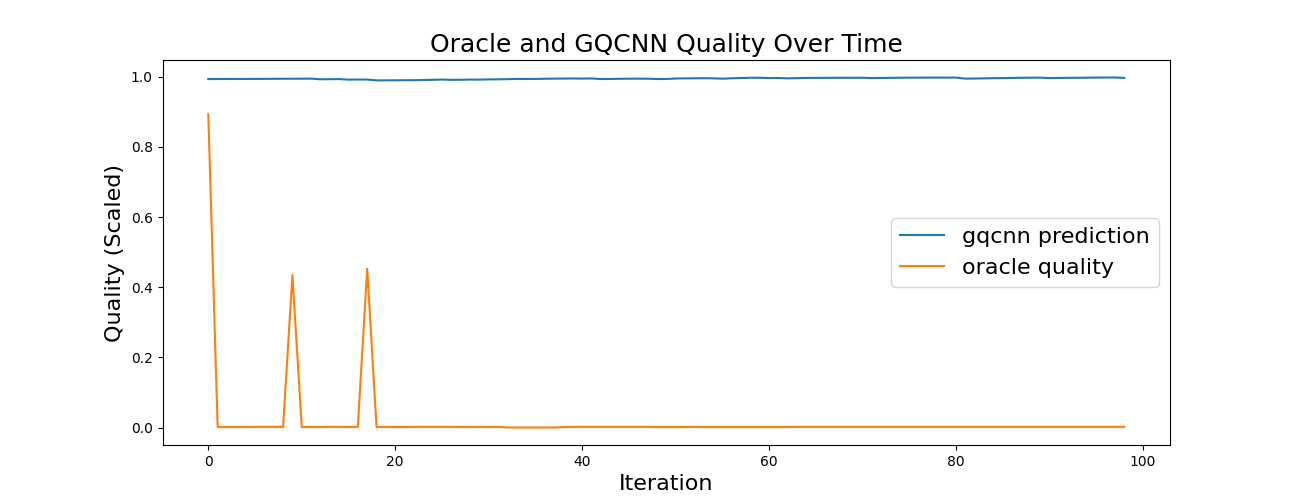 Oracle and GQCNN Quality Over Time
Quality (Scaled)
1.0
0.8
0.6
0.4
0.2
0.0
gqcnn prediction
oracle quality
0 20 40 60 80 100
Iteration